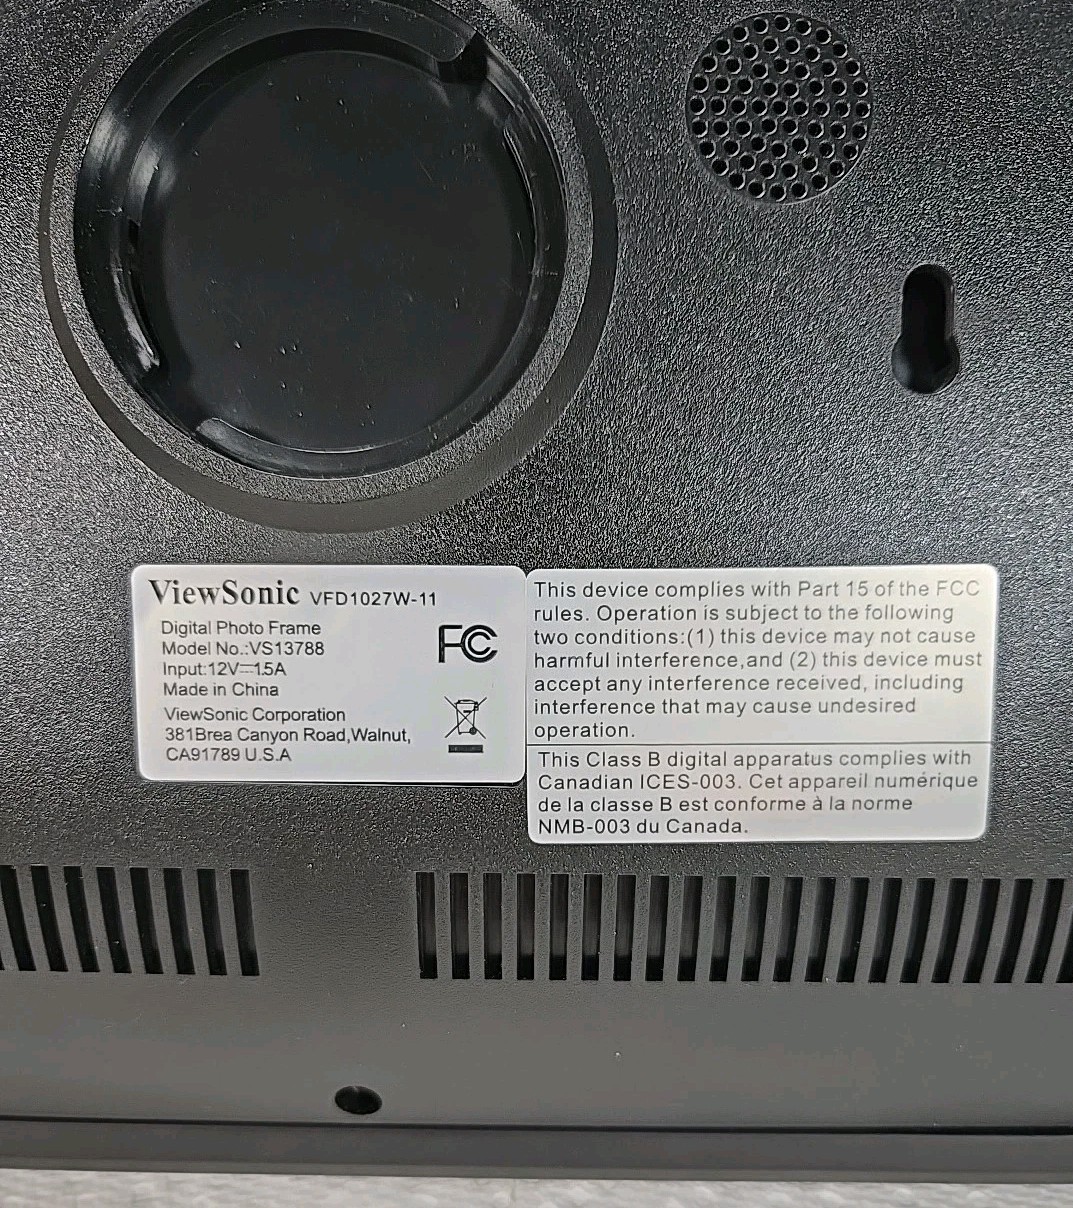 ViewSonic VFD1027W-11
Digital Photo Frame
Model No.:VS13788
Input:12V⎓1.5A
Made in China
ViewSonic Corporation
381Brea Canyon Road,Walnut,
CA91789 U.S.A
FC
This device complies with Part 15 of the FCC
rules. Operation is subject to the following
two conditions:(1) this device may not cause
harmful interference,and (2) this device must
accept any interference received, including
interference that may cause undesired
operation.
This Class B digital apparatus complies with
Canadian ICES-003. Cet appareil numérique
de la classe B est conforme à la norme
NMB-003 du Canada.